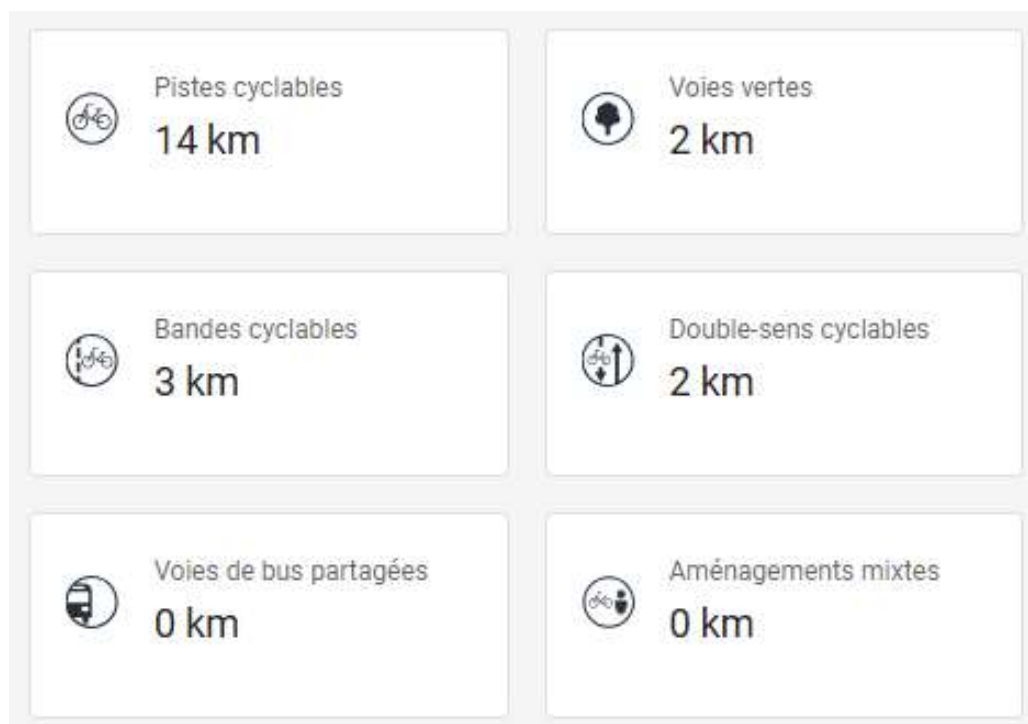 Pistes cyclables
14 km
Voies vertes
2 km
Bandes cyclables
3 km
Double-sens cyclables
2 km
Voies de bus partagées
0 km
Aménagements mixtes
0 km